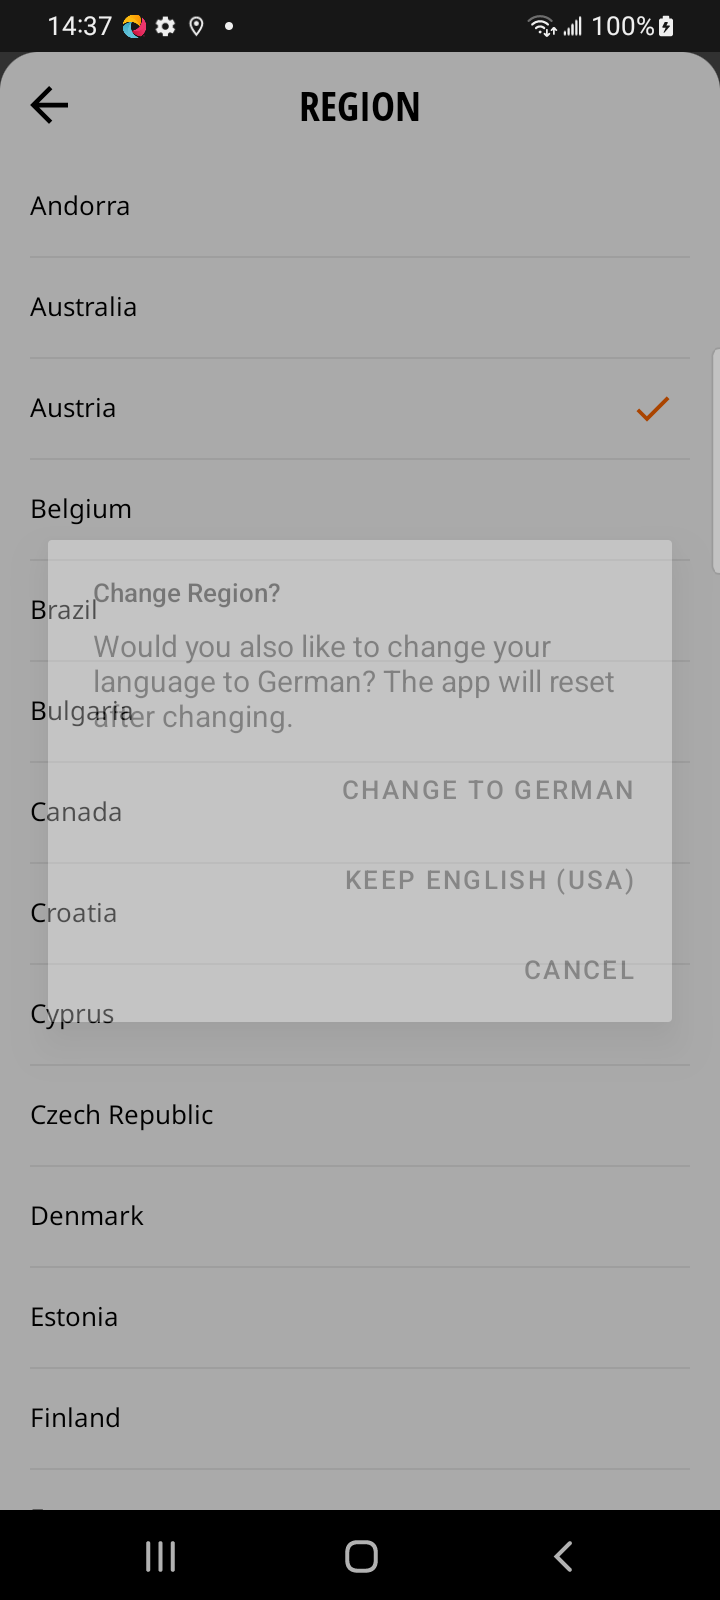 14:37 100%
REGION
Andorra
Australia
Austria
Belgium
Change Region?
Brazil
Would you also like to change your
language to German? The app will reset
Bulgaria
after changing.
CHANGE TO GERMAN
Canada
KEEP ENGLISH (USA)
Croatia
CANCEL
Cyprus
Czech Republic
Denmark
Estonia
Finland